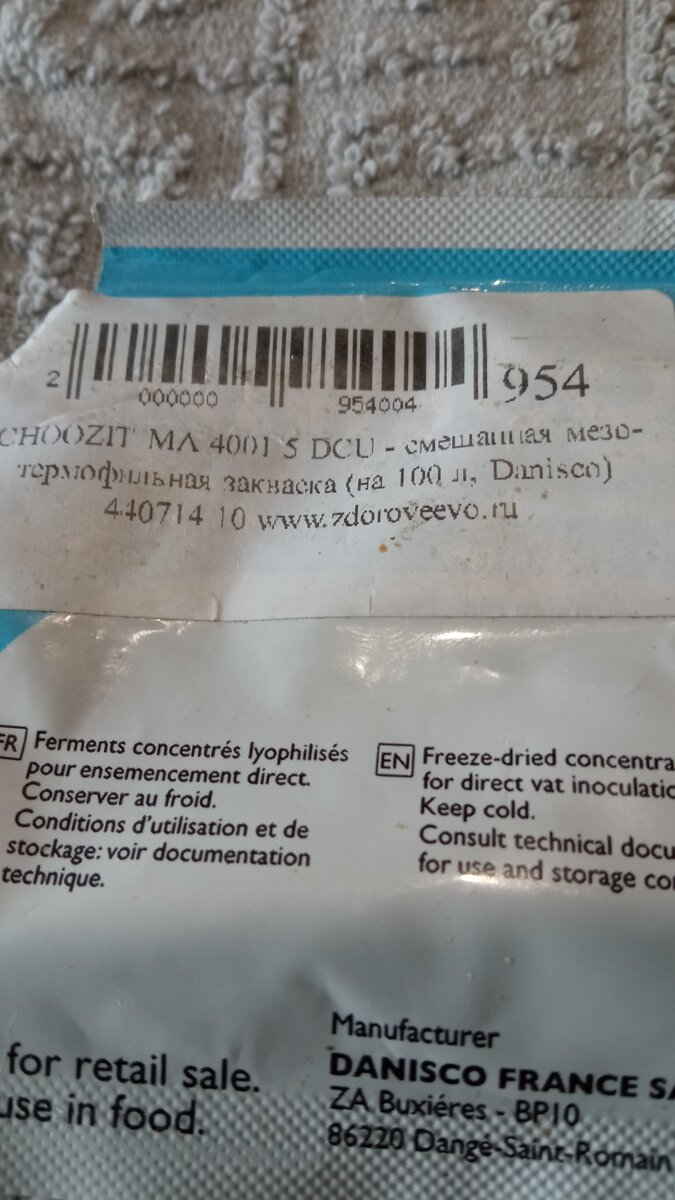 2 000000 954004 954
CHOOZIT MA 4001 5 DCU - смешанная мезо-
термофильная закваска (на 100 л, Danisco)
440714 10 www.zdoroveevo.ru
FR Ferments concentrés lyophilisés
pour ensemencement direct.
Conserver au froid.
Conditions d'utilisation et de
stockage: voir documentation
technique.
EN Freeze-dried concentra
for direct vat inoculatio
Keep cold.
Consult technical docu
for use and storage co
for retail sale.
use in food.
Manufacturer
DANISCO FRANCE SA
ZA Buxiéres - BP10
86220 Dangé-Saint-Romain